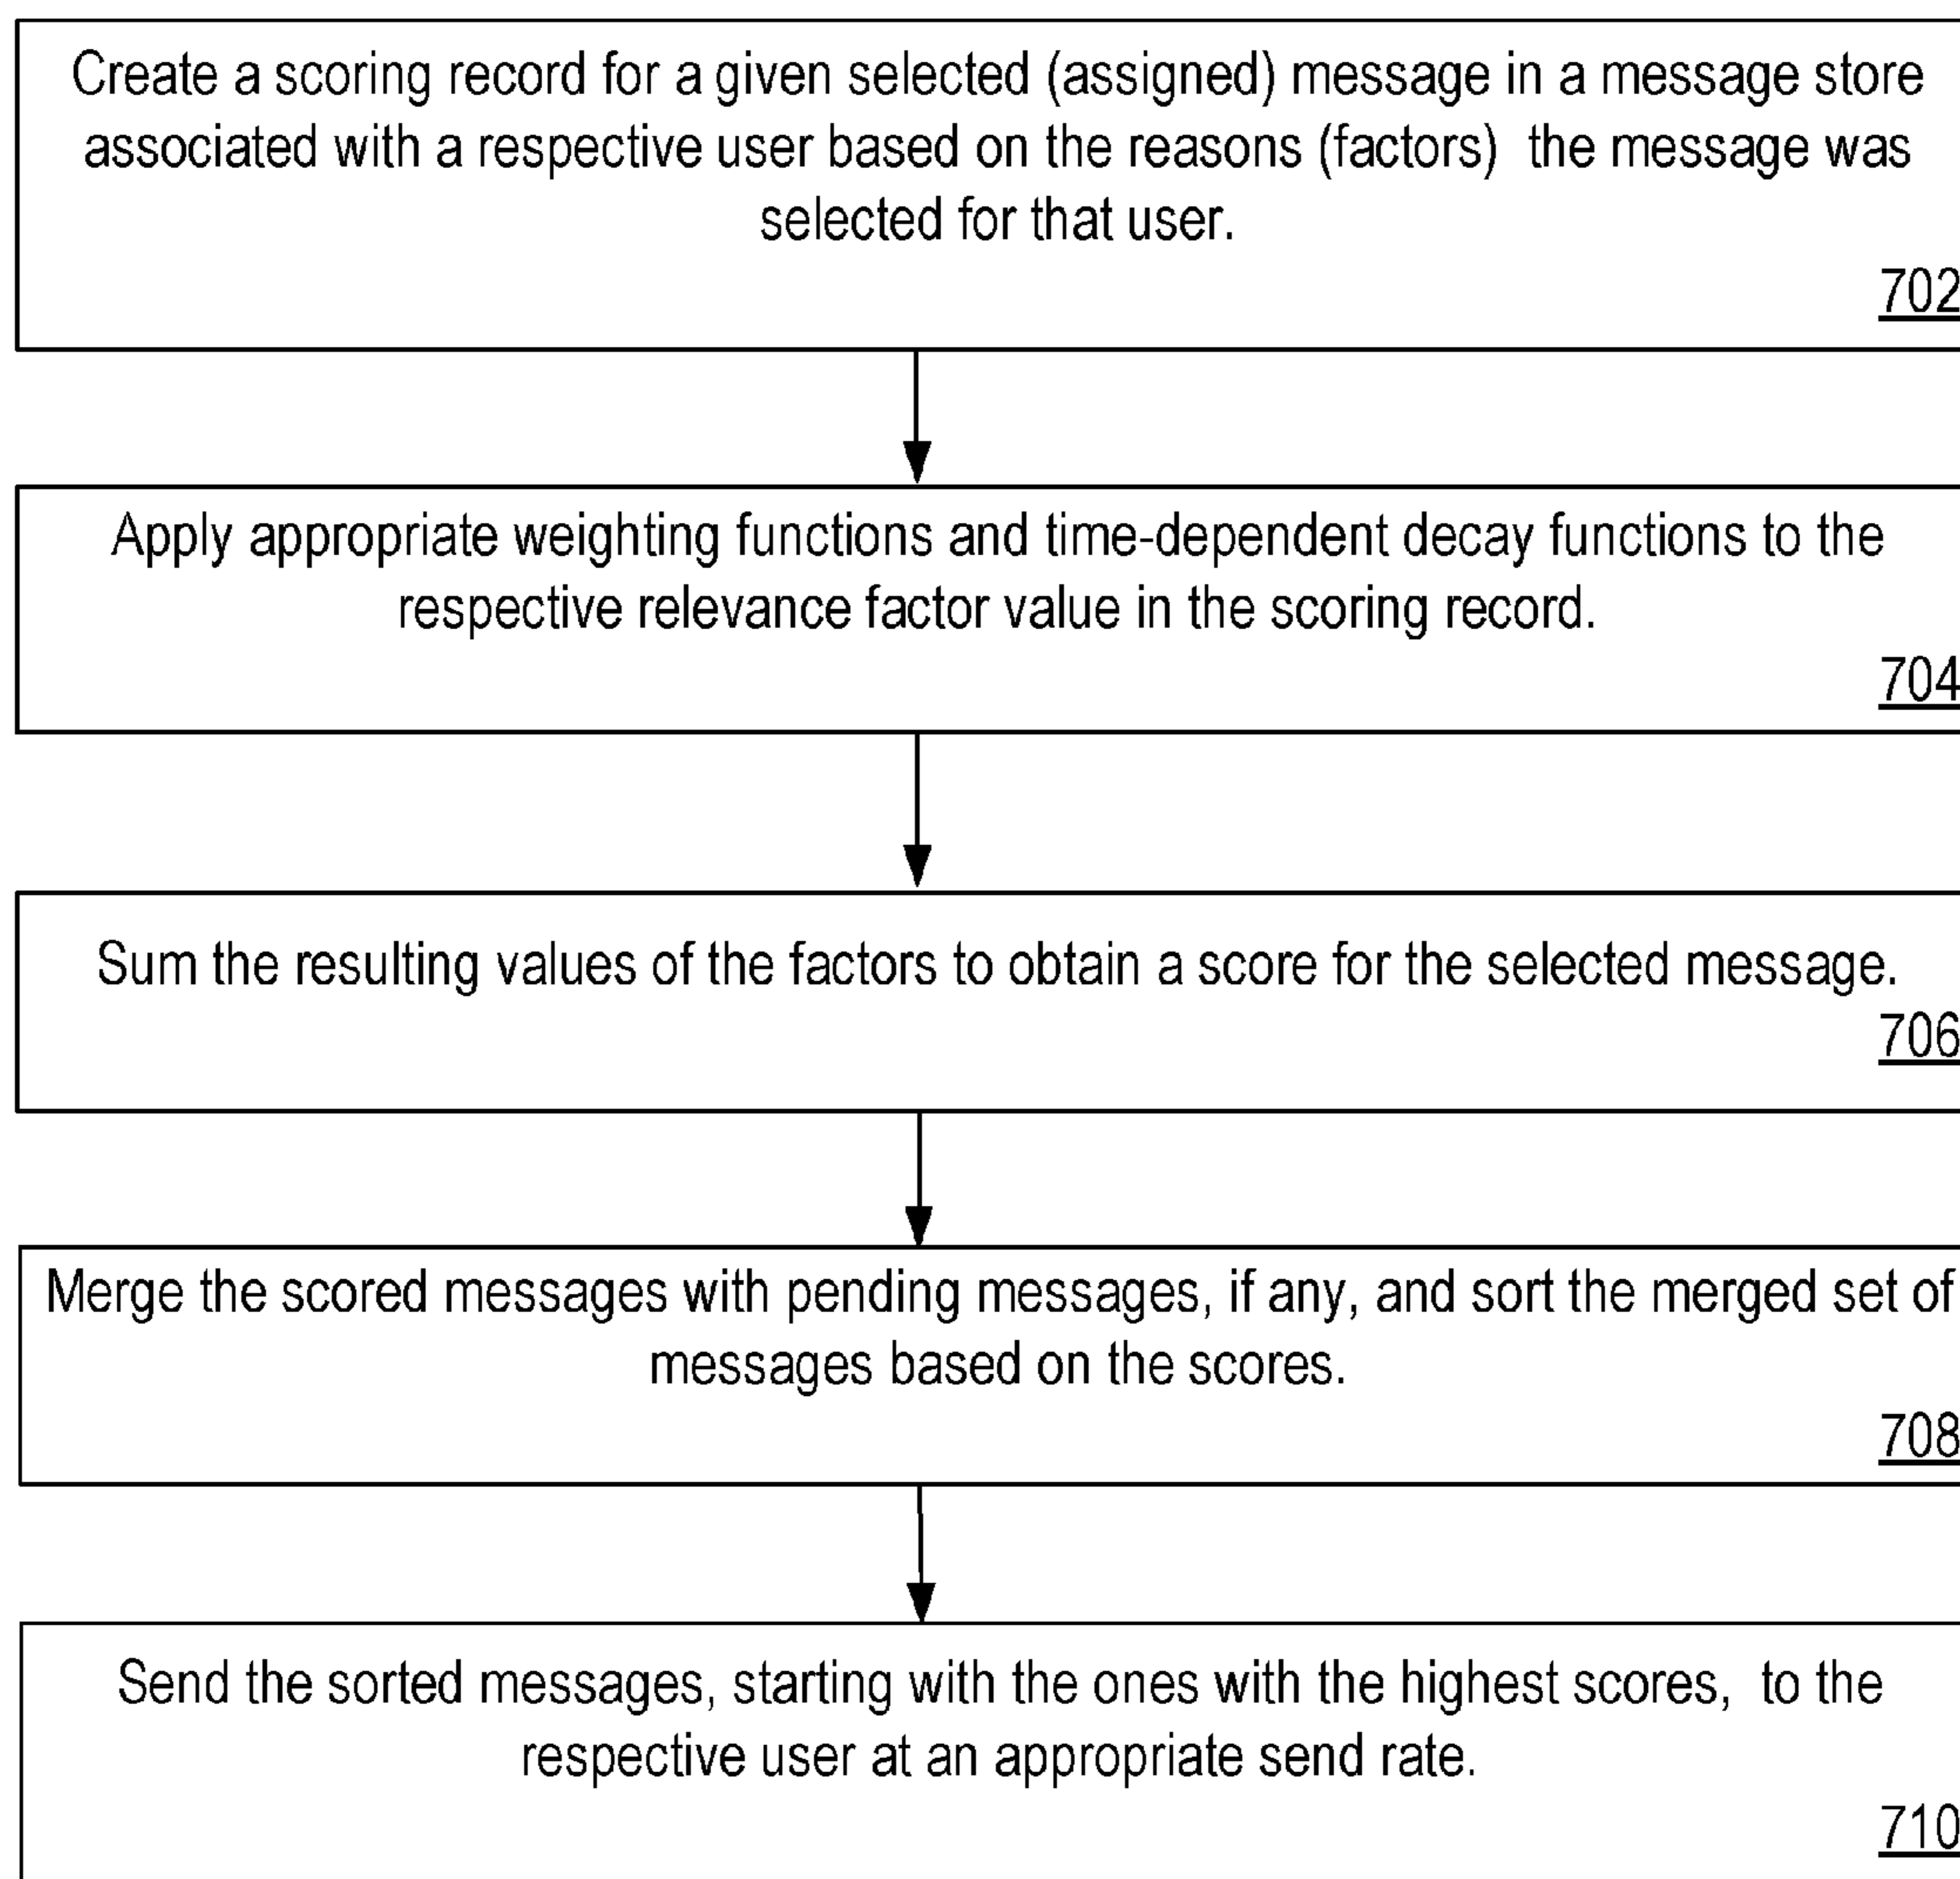 Create a scoring record for a given selected (assigned) message in a message store
associated with a respective user based on the reasons (factors) the message was
selected for that user.
702
Apply appropriate weighting functions and time-dependent decay functions to the
respective relevance factor value in the scoring record.
704
Sum the resulting values of the factors to obtain a score for the selected message.
706
Merge the scored messages with pending messages, if any, and sort the merged set of
messages based on the scores.
708
Send the sorted messages, starting with the ones with the highest scores, to the
respective user at an appropriate send rate.
710